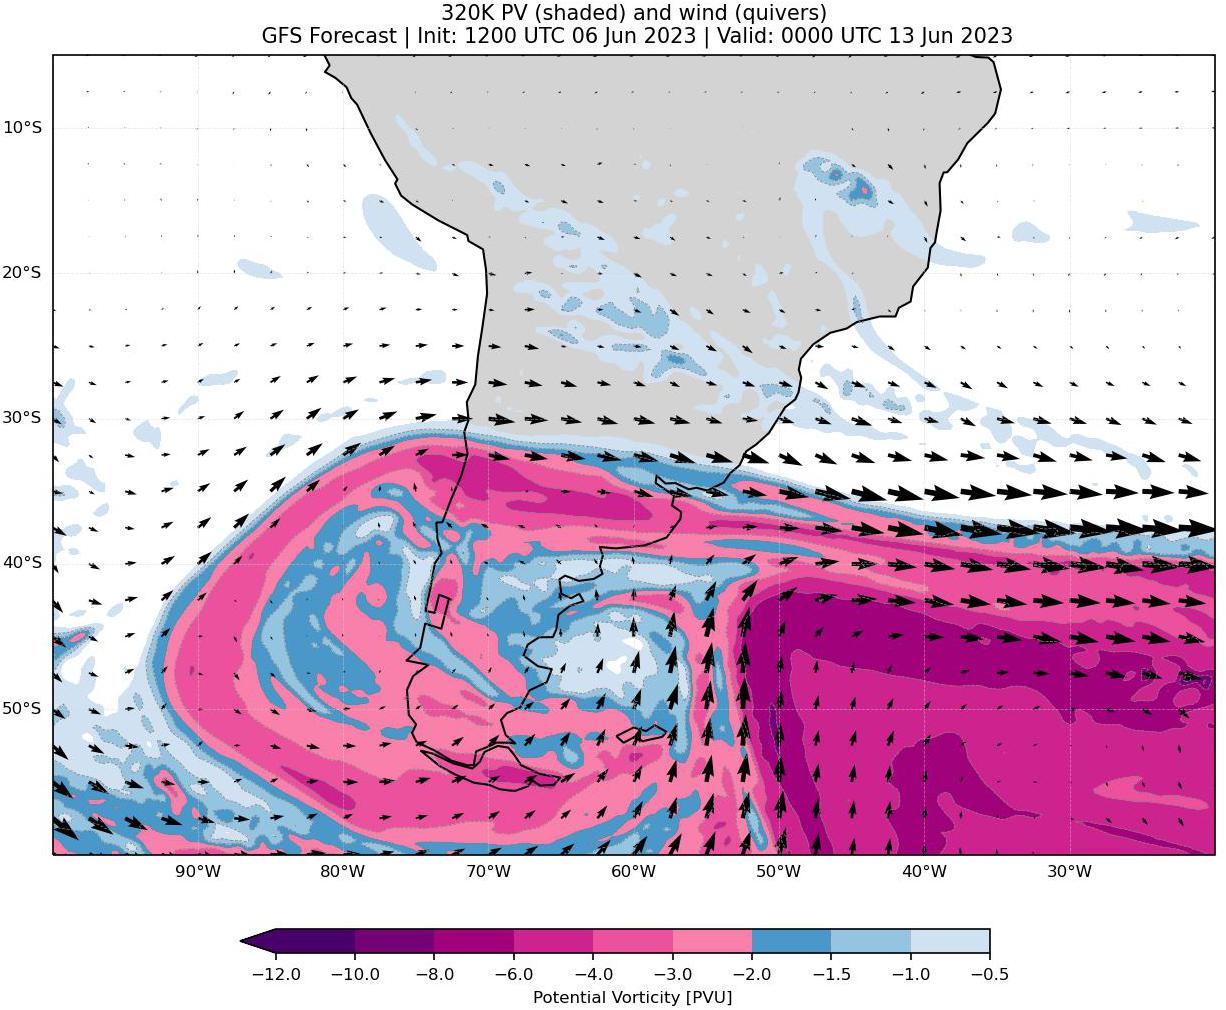 320K PV (shaded) and wind (quivers)
GFS Forecast | Init: 1200 UTC 06 Jun 2023 | Valid: 0000 UTC 13 Jun 2023
10°S
20°S
30°S
40°S
50°S
90°W 80°W 70°W 60°W 50°W 40°W 30°W
−12.0 −10.0 −8.0 −6.0 −4.0 −3.0 −2.0 −1.5 −1.0 −0.5
Potential Vorticity [PVU]